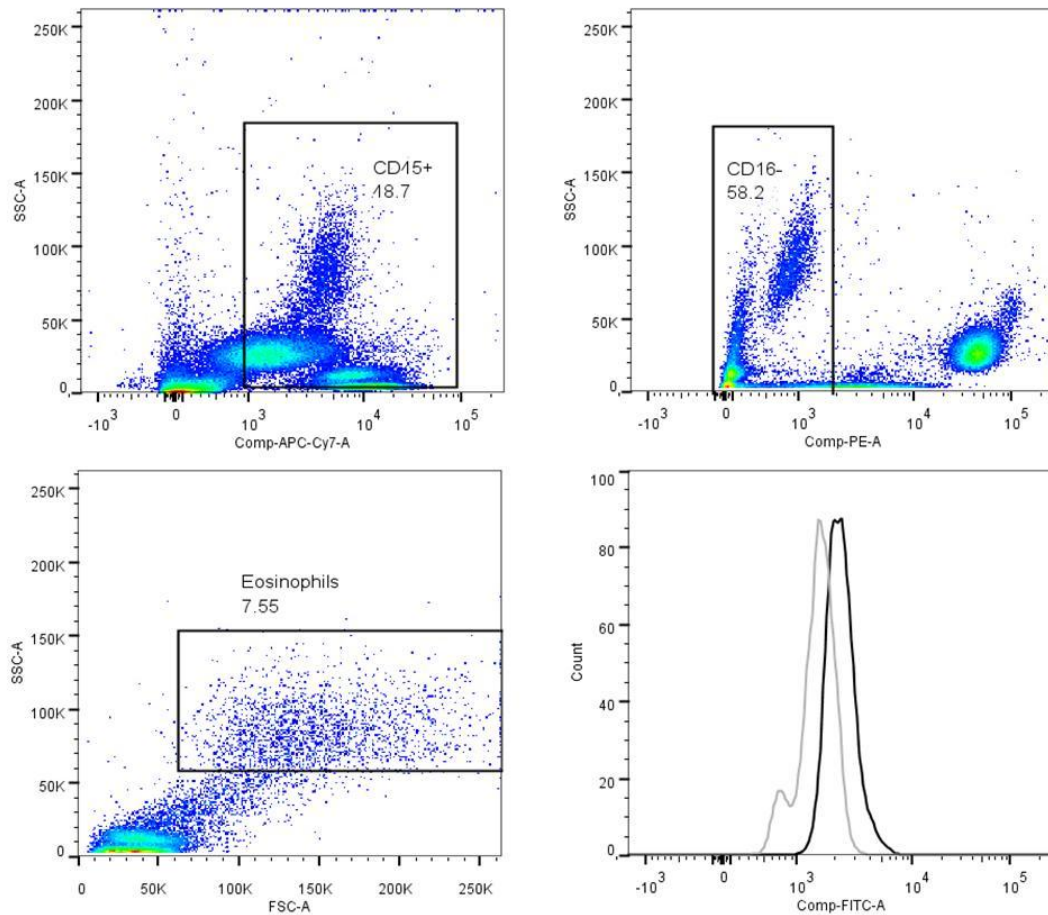 250K
200K
150K
100K
50K
0
SSC-A
CD45+
48.7
-10³ 0 10³ 10⁴ 10⁵
Comp-APC-Cy7-A
250K
200K
150K
100K
50K
0
SSC-A
CD16-
58.2
-10³ 0 10³ 10⁴ 10⁵
Comp-PE-A
250K
200K
150K
100K
50K
0
SSC-A
Eosinophils
7.55
0 50K 100K 150K 200K 250K
FSC-A
100
80
60
40
20
0
Count
-10³ 0 10³ 10⁴ 10⁵
Comp-FITC-A